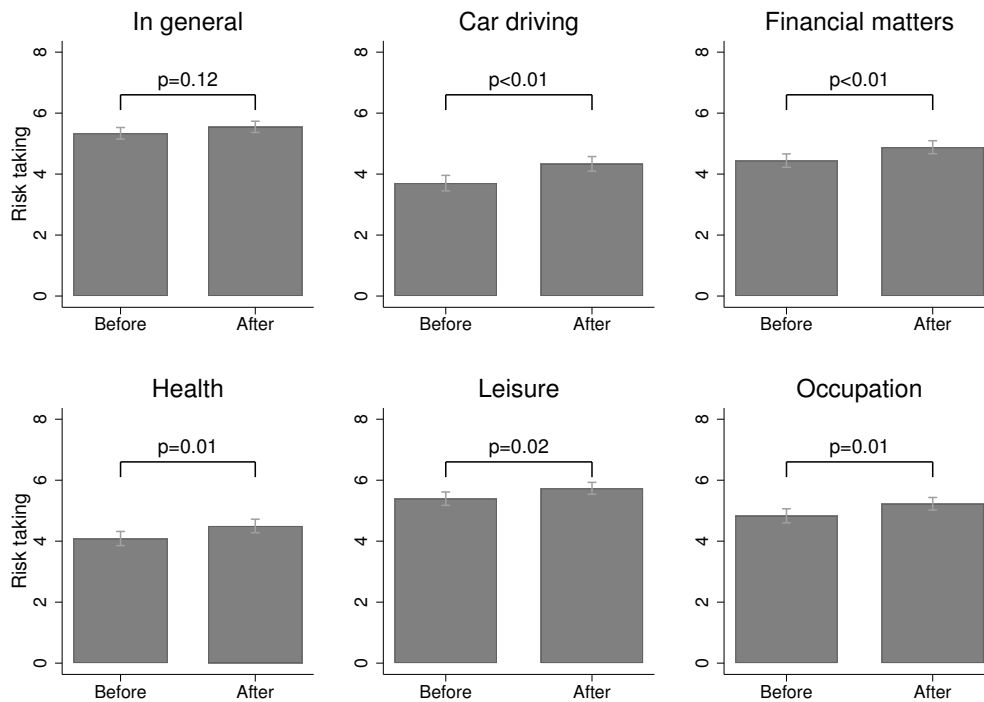 In general
Car driving
Financial matters
Risk taking
0 2 4 6 8
p=0.12
Before After
0 2 4 6 8
p<0.01
Before After
0 2 4 6 8
p<0.01
Before After
Health
Leisure
Occupation
Risk taking
0 2 4 6 8
p=0.01
Before After
0 2 4 6 8
p=0.02
Before After
0 2 4 6 8
p=0.01
Before After